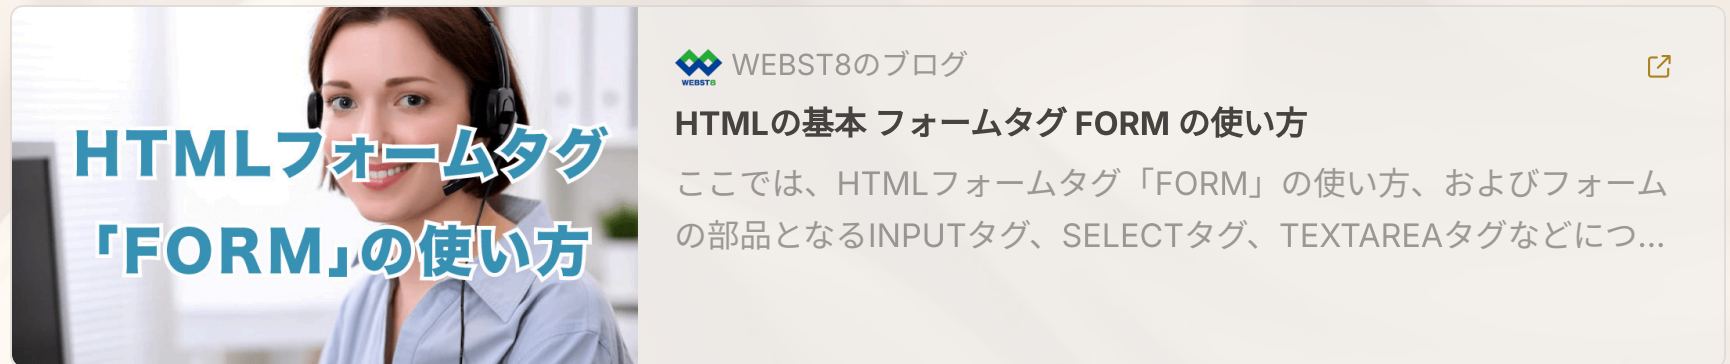 HTMLフォームタグ
「FORM」の使い方
WEBST8
WEBST8のブログ
HTMLの基本 フォームタグ FORM の使い方
ここでは、HTMLフォームタグ「FORM」の使い方、およびフォーム
の部品となるINPUTタグ、SELECTタグ、TEXTAREAタグなどにつ...